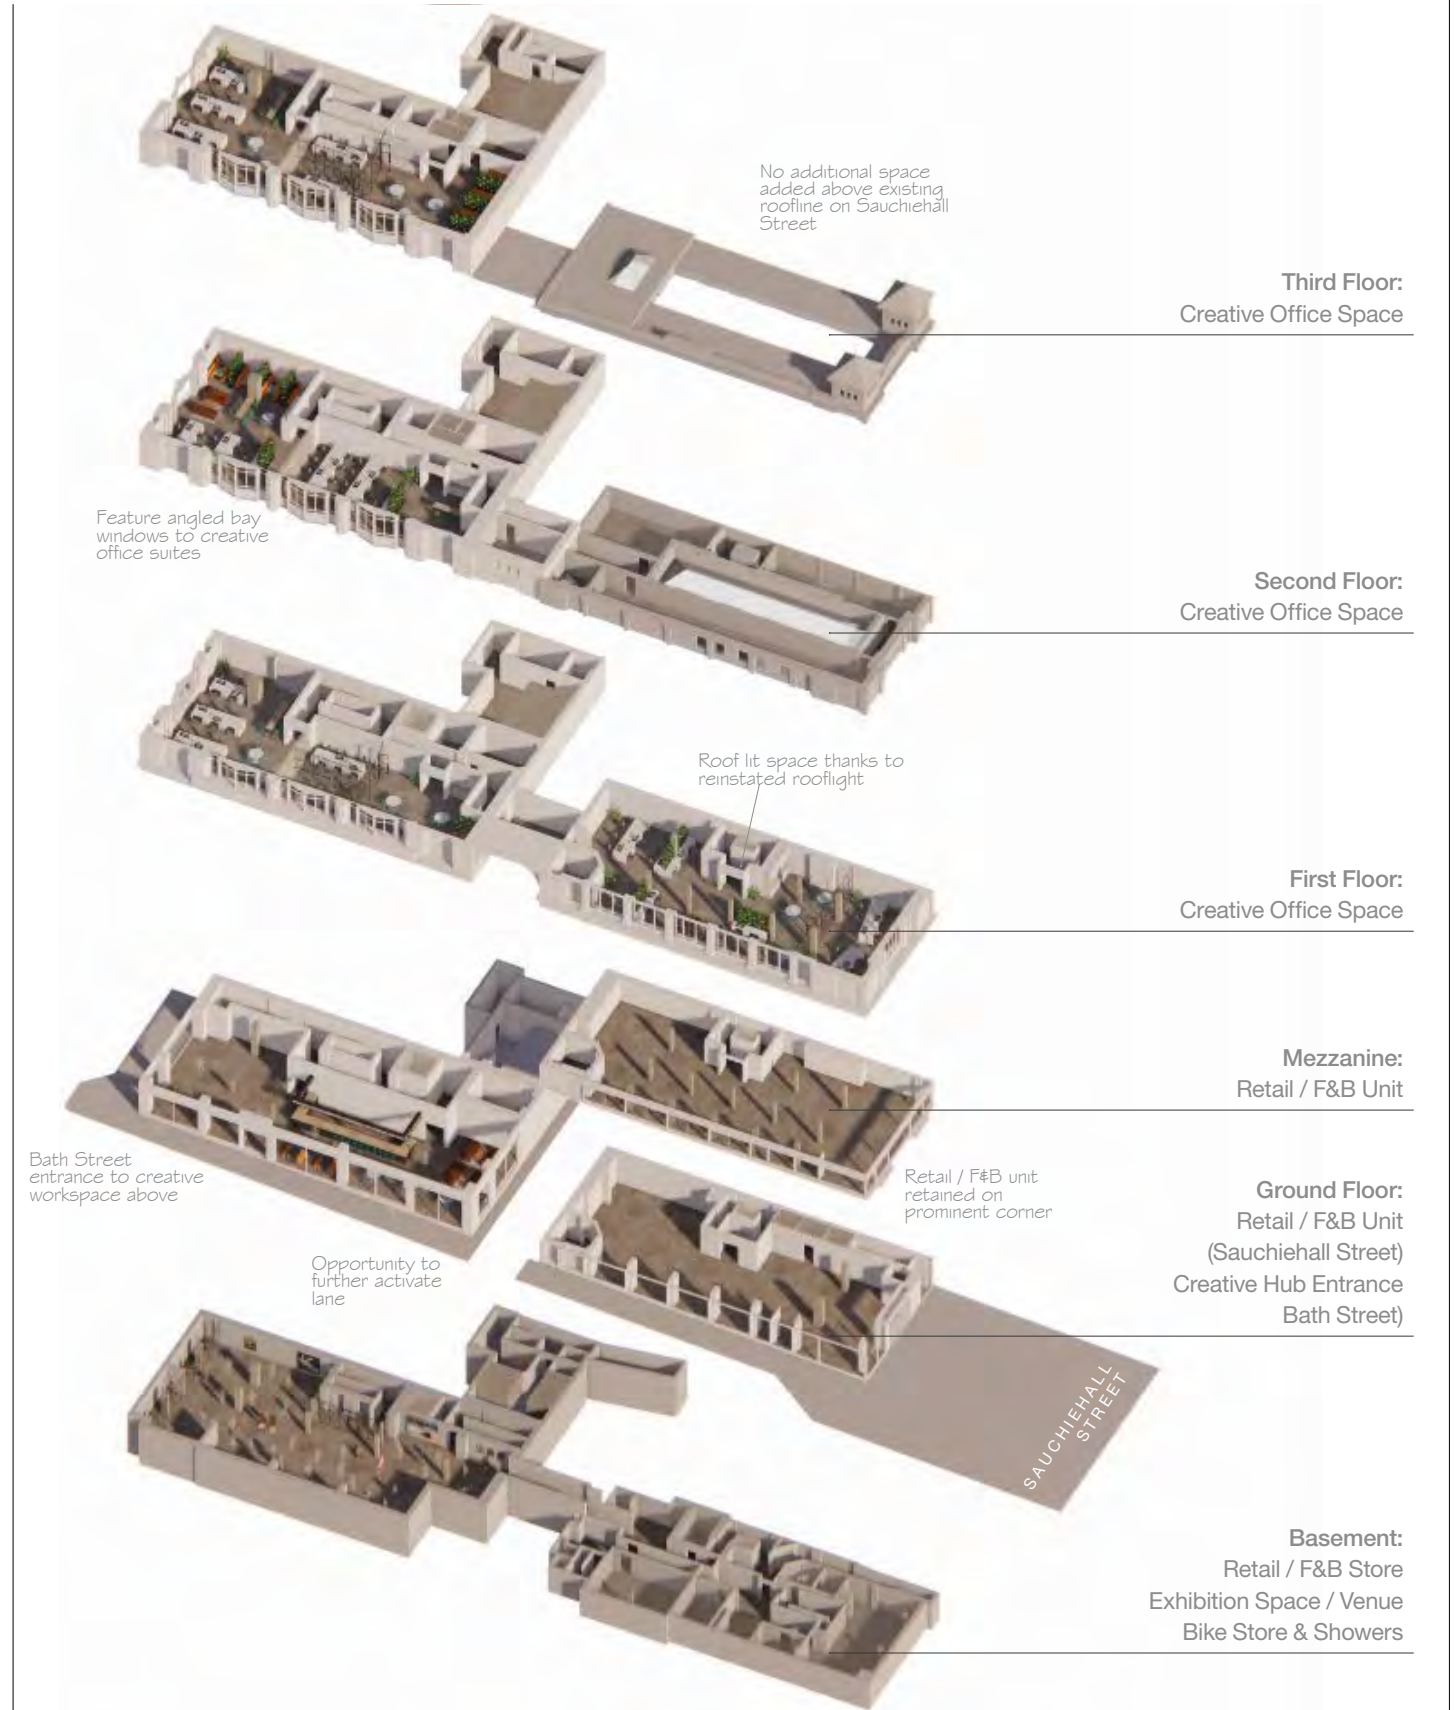 No additional space
added above existing
roofline on Sauchiehall
Street
Third Floor:
Creative Office Space
Feature angled bay
windows to creative
office suites
Second Floor:
Creative Office Space
Roof lit space thanks to
reinstated rooflight
First Floor:
Creative Office Space
Mezzanine:
Retail / F&B Unit
Bath Street
entrance to creative
workspace above
Retail / F&B unit
retained on
prominent corner
Ground Floor:
Retail / F&B Unit
(Sauchiehall Street)
Creative Hub Entrance
Bath Street)
Opportunity to
further activate
lane
SAUCHIEHALL
STREET
Basement:
Retail / F&B Store
Exhibition Space / Venue
Bike Store & Showers